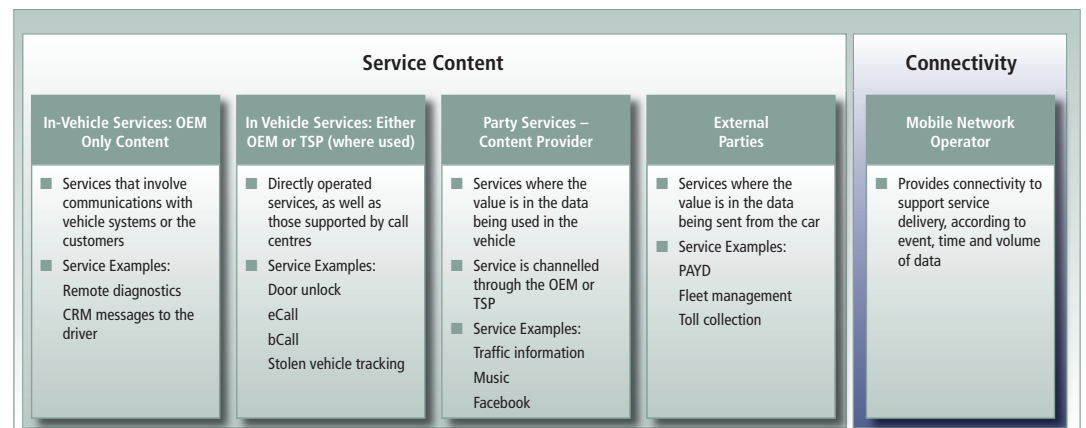 Service Content
Connectivity
In-Vehicle Services: OEM
Only Content
In Vehicle Services: Either
OEM or TSP (where used)
Party Services –
Content Provider
External
Parties
Mobile Network
Operator
■ Services that involve
communications with
vehicle systems or the
customers
■ Service Examples:
Remote diagnostics
CRM messages to the
driver
■ Directly operated
services, as well as
those supported by call
centres
■ Service Examples:
Door unlock
eCall
bCall
Stolen vehicle tracking
■ Services where the
value is in the data
being used in the
vehicle
■ Service is channelled
through the OEM or
TSP
■ Service Examples:
Traffic information
Music
Facebook
■ Services where the
value is in the data
being sent from the car
■ Service Examples:
PAYD
Fleet management
Toll collection
■ Provides connectivity to
support service
delivery, according to
event, time and volume
of data